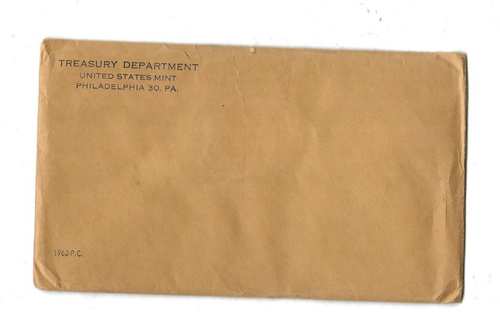 TREASURY DEPARTMENT
UNITED STATES MINT
PHILADELPHIA 30, PA.
1962-P.C.